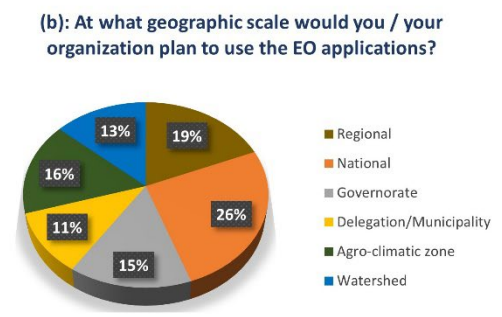 (b): At what geographic scale would you / your
organization plan to use the EO applications?
13%
19%
16%
26%
11%
15%
Regional
National
Governorate
Delegation/Municipality
Agro-climatic zone
Watershed